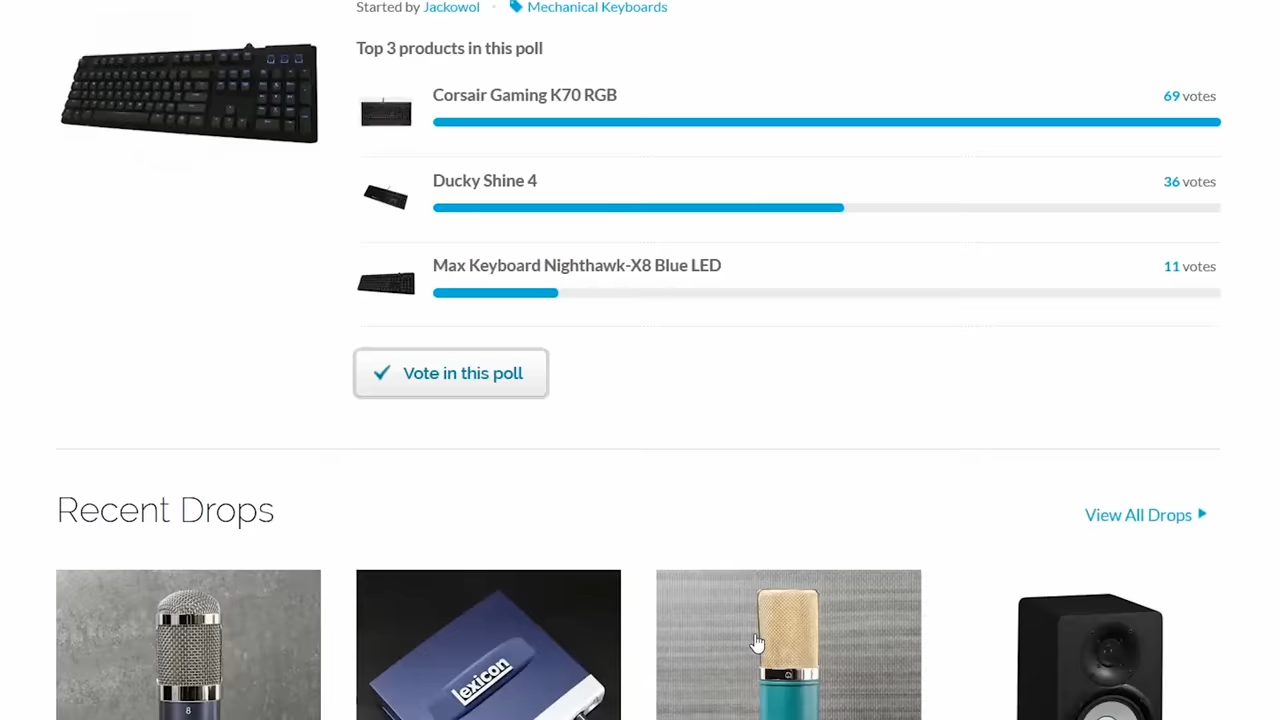 Started by Jackowol · Mechanical Keyboards
Top 3 products in this poll
Corsair Gaming K70 RGB
69 votes
Ducky Shine 4
36 votes
Max Keyboard Nighthawk-X8 Blue LED
11 votes
Vote in this poll
Recent Drops
View All Drops
8
lexicon